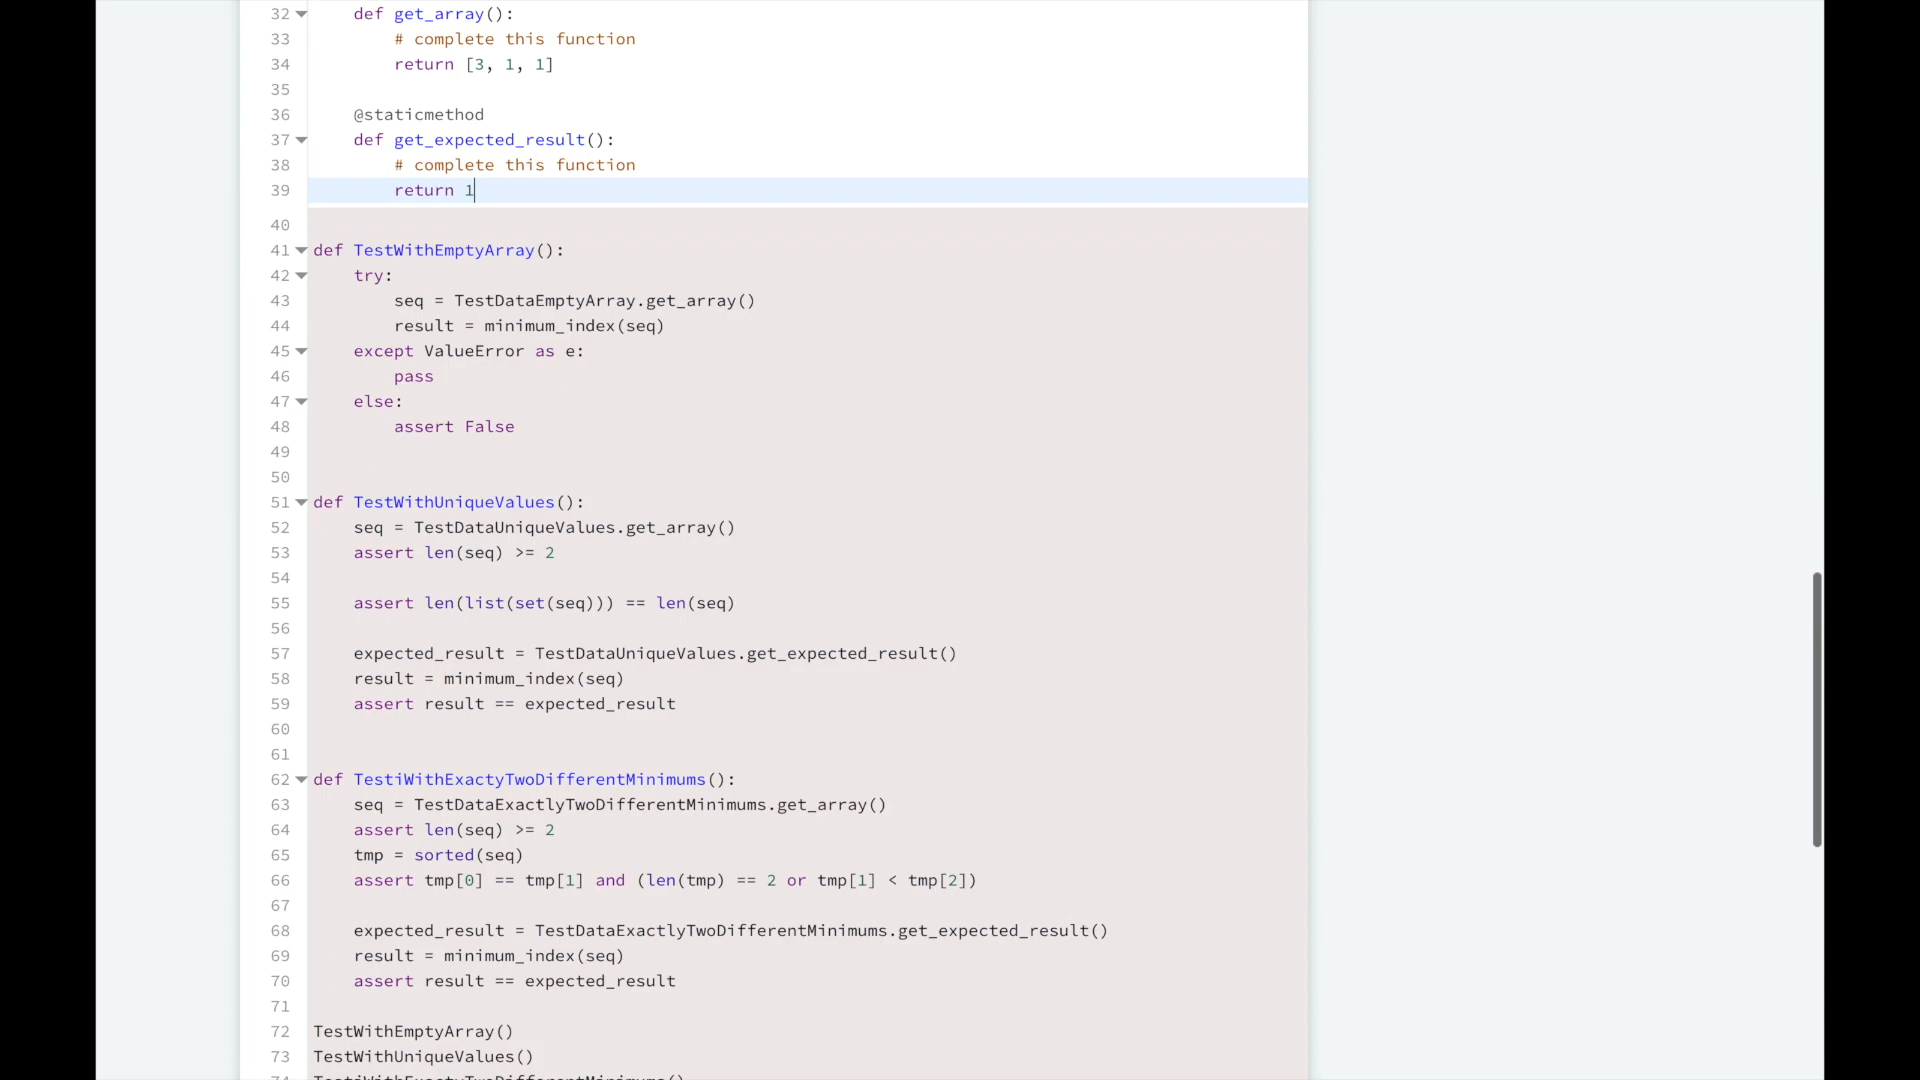 32 def get_array():
33 # complete this function
34 return [3, 1, 1]
35
36 @staticmethod
37 def get_expected_result():
38 # complete this function
39 return 1
40
41 def TestWithEmptyArray():
42 try:
43 seq = TestDataEmptyArray.get_array()
44 result = minimum_index(seq)
45 except ValueError as e:
46 pass
47 else:
48 assert False
49
50
51 def TestWithUniqueValues():
52 seq = TestDataUniqueValues.get_array()
53 assert len(seq) >= 2
54
55 assert len(list(set(seq))) == len(seq)
56
57 expected_result = TestDataUniqueValues.get_expected_result()
58 result = minimum_index(seq)
59 assert result == expected_result
60
61
62 def TestiWithExactyTwoDifferentMinimums():
63 seq = TestDataExactlyTwoDifferentMinimums.get_array()
64 assert len(seq) >= 2
65 tmp = sorted(seq)
66 assert tmp[0] == tmp[1] and (len(tmp) == 2 or tmp[1] < tmp[2])
67
68 expected_result = TestDataExactlyTwoDifferentMinimums.get_expected_result()
69 result = minimum_index(seq)
70 assert result == expected_result
71
72 TestWithEmptyArray()
73 TestWithUniqueValues()
74 TestiWithExactyTwoDifferentMinimums()